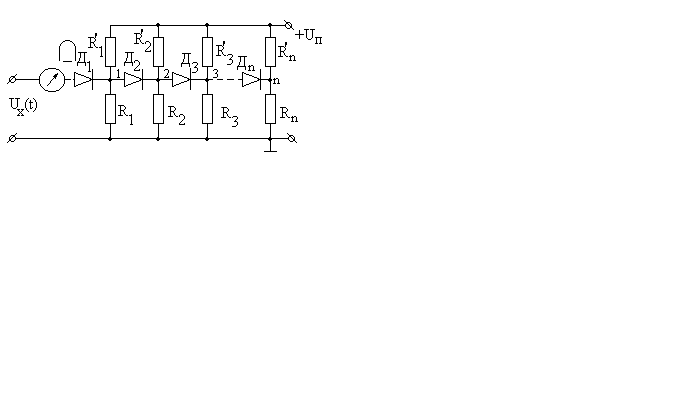 +Uп
R'1 R'2 R'3 R'n
Д1 Д2 Д3 Дn
1 2 3 n
Ux(t)
R1 R2 R3 Rn